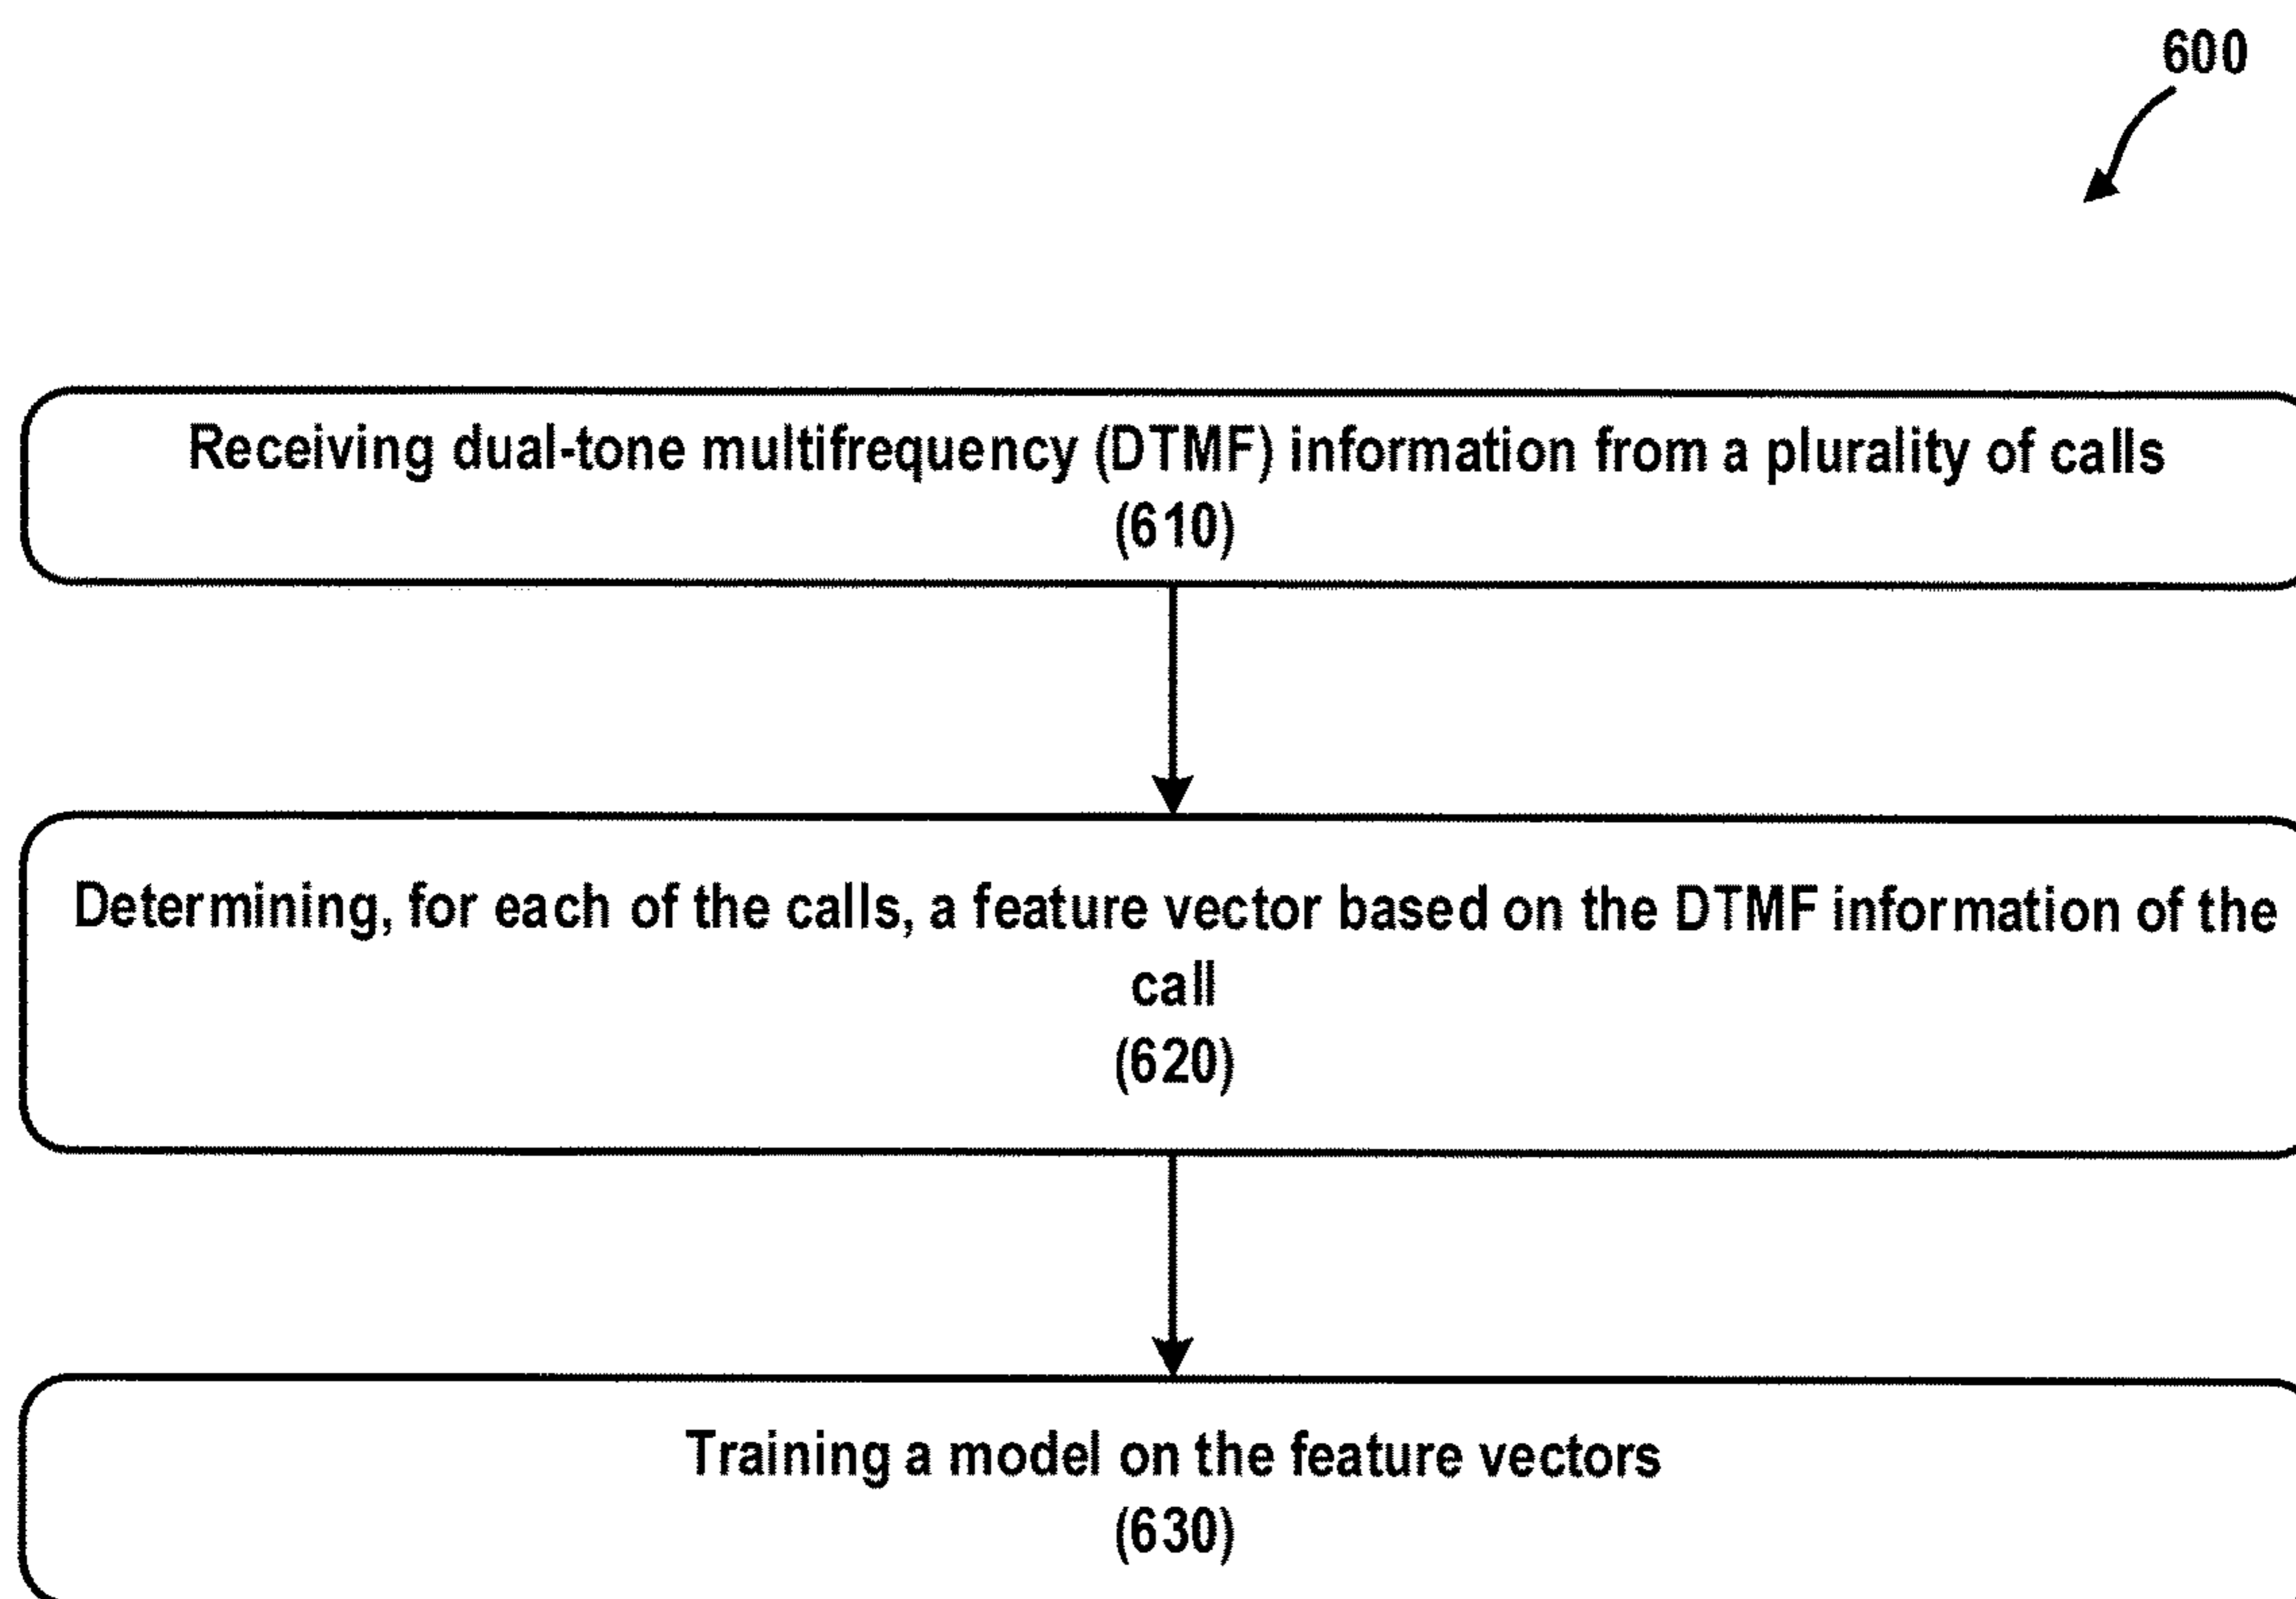 600
Receiving dual-tone multifrequency (DTMF) information from a plurality of calls
(610)
Determining, for each of the calls, a feature vector based on the DTMF information of the
call
(620)
Training a model on the feature vectors
(630)